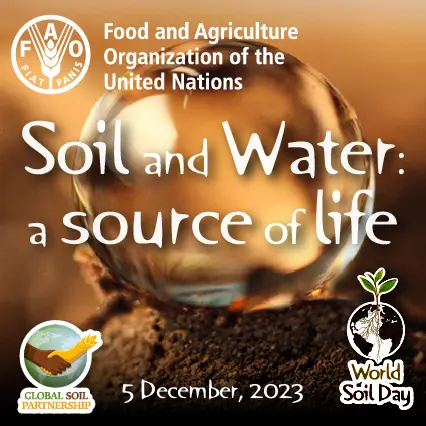 F A O
FIAT PANIS
Food and Agriculture
Organization of the
United Nations
Soil and Water:
a source of life
GLOBAL SOIL
PARTNERSHIP
5 December, 2023
World
Soil Day